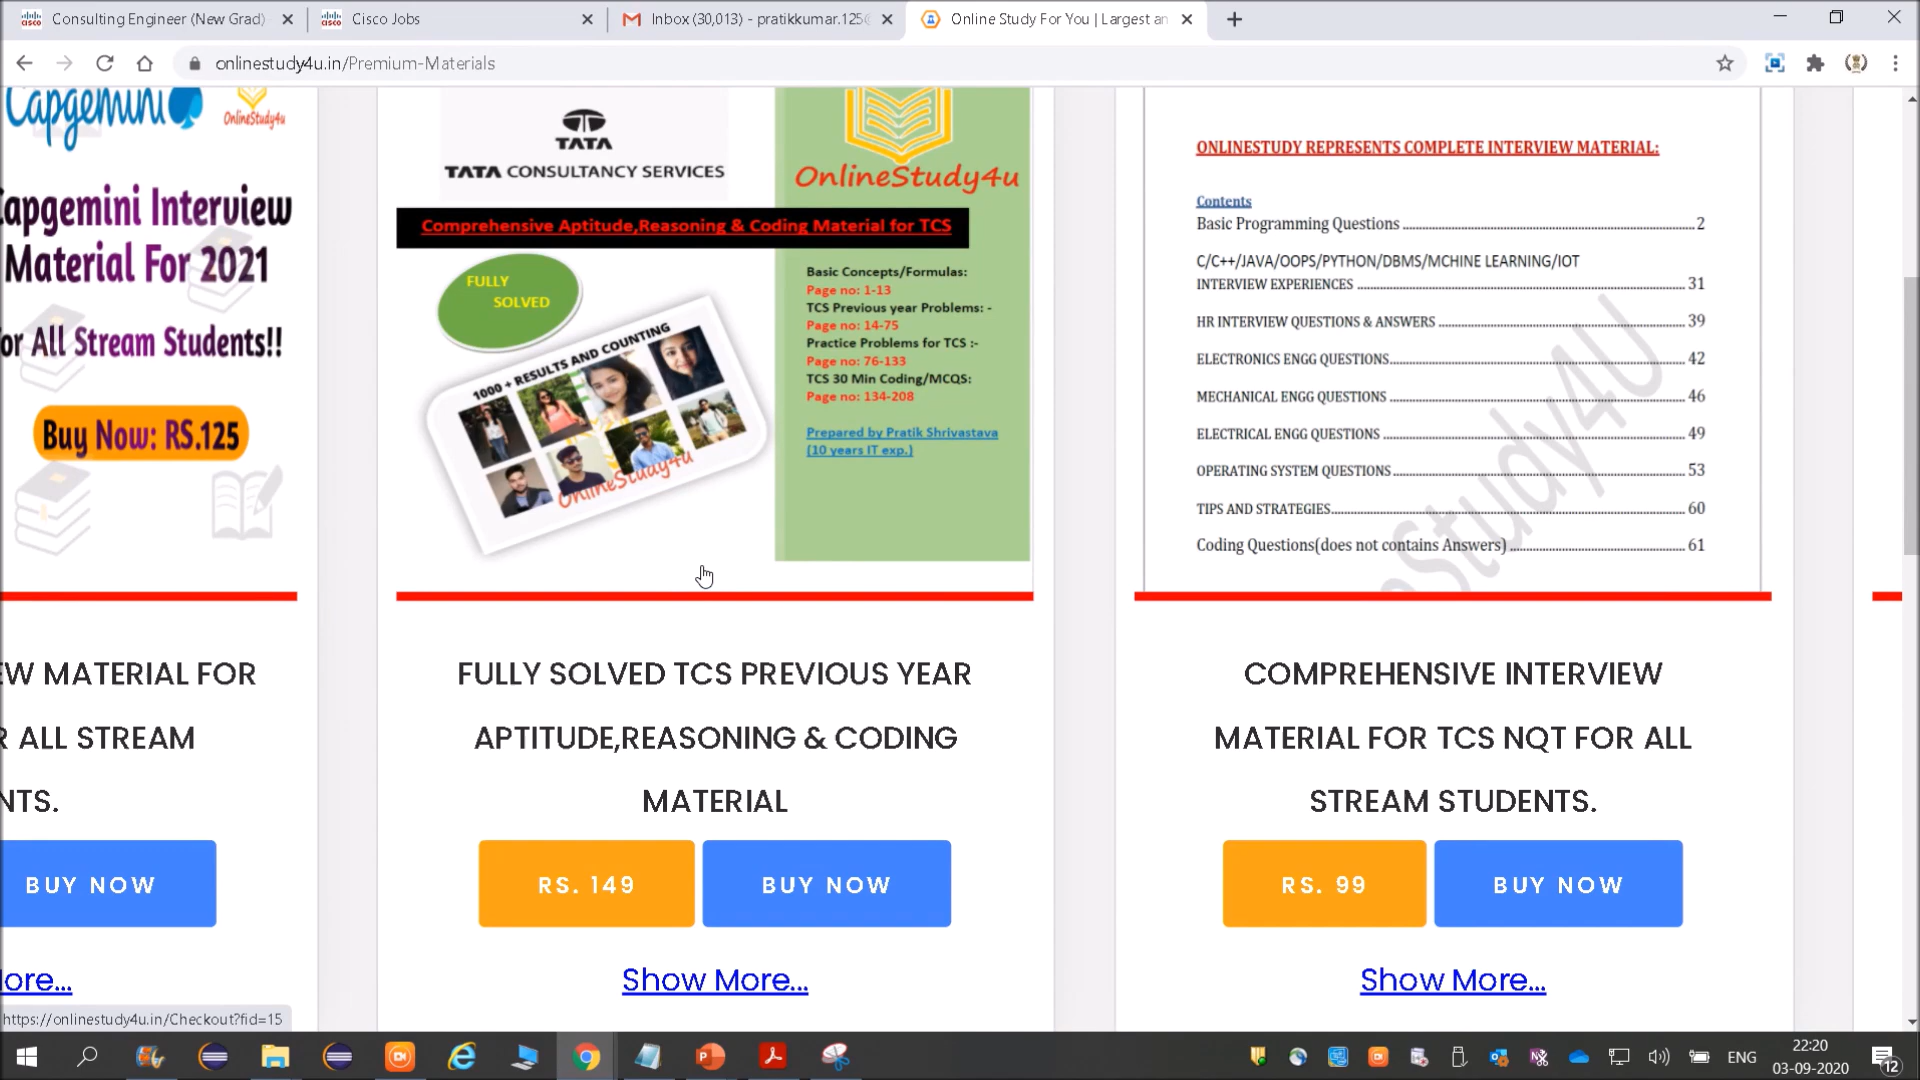 Consulting Engineer (New Grad)
Cisco Jobs
Inbox (30,013) - pratikkumar.125@
Online Study For You | Largest an
onlinestudy4u.in/Premium-Materials
Capgemini
OnlineStudy4u
apgemini Interview
Material For 2021
or All Stream Students!!
Buy Now: RS.125
EW MATERIAL FOR
R ALL STREAM
NTS.
BUY NOW
ore...
https://onlinestudy4u.in/Checkout?fid=15
TATA
TATA CONSULTANCY SERVICES
OnlineStudy4u
Comprehensive Aptitude,Reasoning & Coding Material for TCS
FULLY
SOLVED
1000 + RESULTS AND COUNTING
OnlineStudy4u
Basic Concepts/Formulas:
Page no: 1-13
TCS Previous year Problems: -
Page no: 14-75
Practice Problems for TCS :-
Page no: 76-133
TCS 30 Min Coding/MCQS:
Page no: 134-208
Prepared by Pratik Shrivastava
(10 years IT exp.)
FULLY SOLVED TCS PREVIOUS YEAR
APTITUDE,REASONING & CODING
MATERIAL
RS. 149
BUY NOW
Show More...
ONLINESTUDY REPRESENTS COMPLETE INTERVIEW MATERIAL:
Contents
Basic Programming Questions ........ 2
C/C++/JAVA/OOPS/PYTHON/DBMS/MCHINE LEARNING/IOT
INTERVIEW EXPERIENCES ........ 31
HR INTERVIEW QUESTIONS & ANSWERS ........ 39
ELECTRONICS ENGG QUESTIONS........ 42
MECHANICAL ENGG QUESTIONS ........ 46
ELECTRICAL ENGG QUESTIONS ........ 49
OPERATING SYSTEM QUESTIONS........ 53
TIPS AND STRATEGIES........ 60
Coding Questions(does not contains Answers) ........ 61
eStudy4U
COMPREHENSIVE INTERVIEW
MATERIAL FOR TCS NQT FOR ALL
STREAM STUDENTS.
RS. 99
BUY NOW
Show More...
ENG
22:20
03-09-2020
12